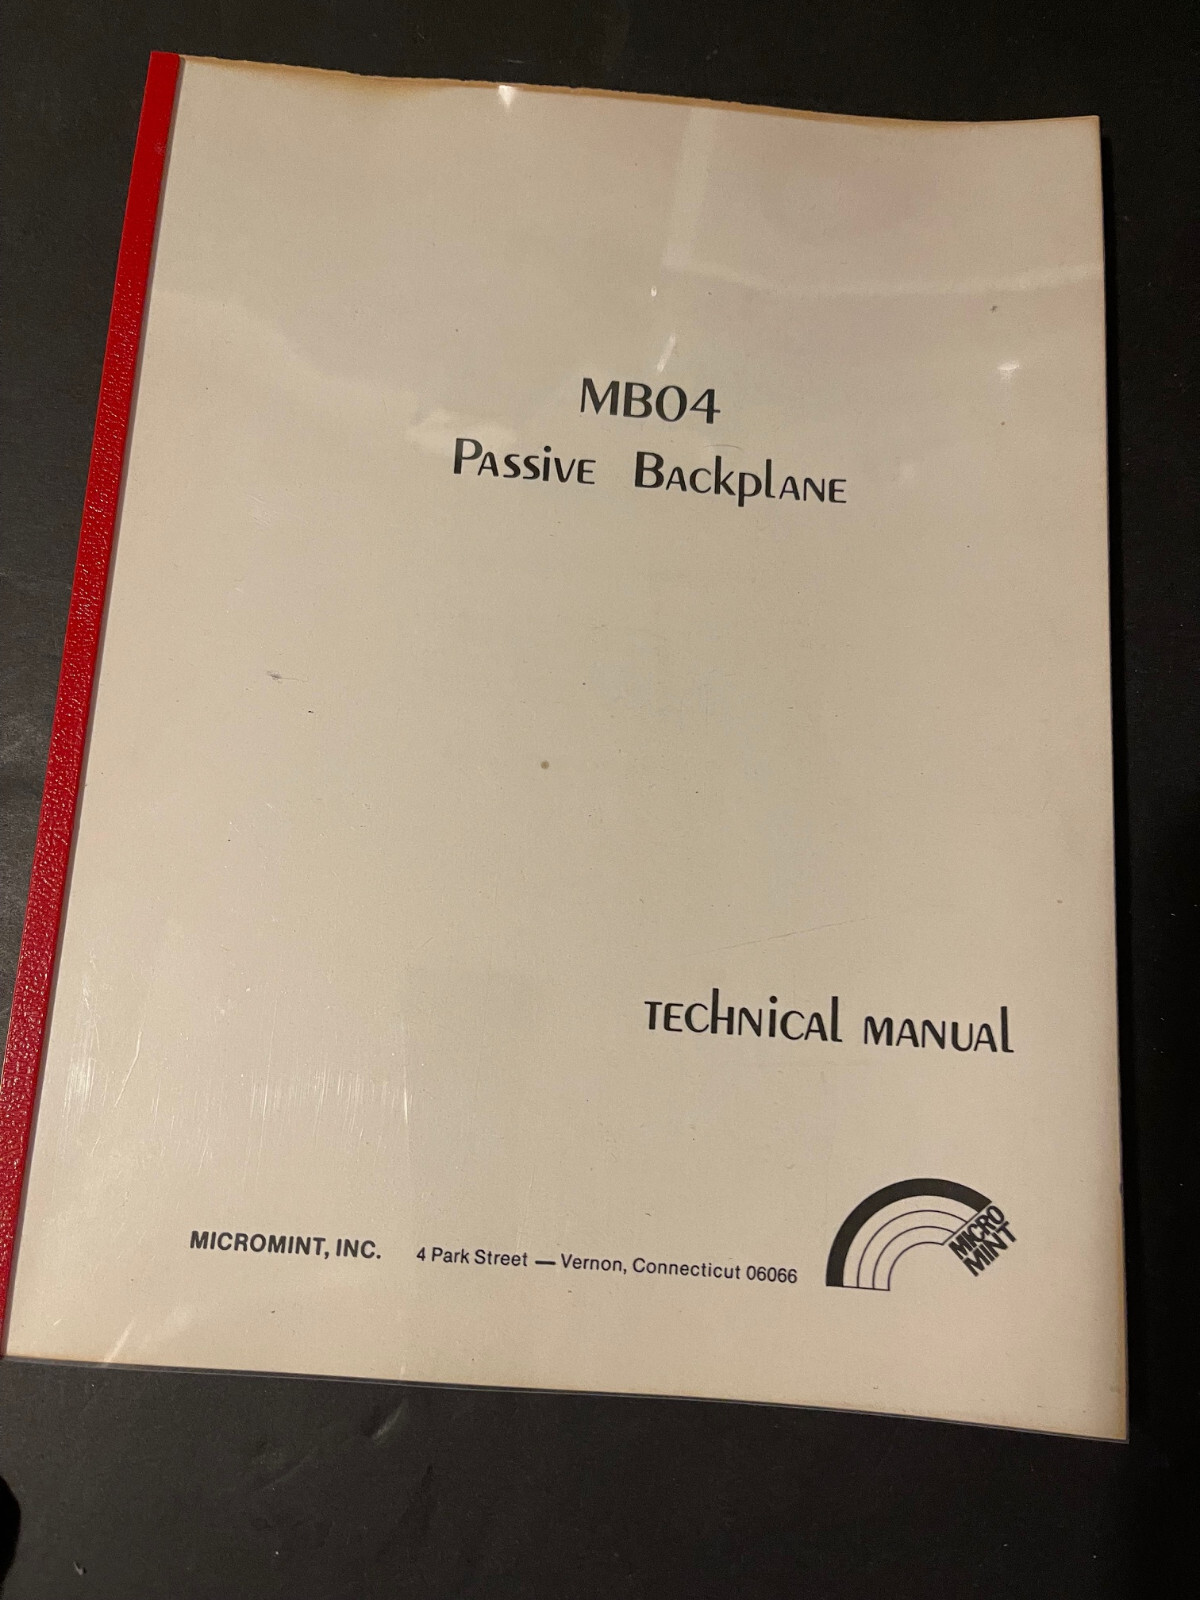 MB04
Passive Backplane
Technical Manual
MICROMINT, INC. 4 Park Street — Vernon, Connecticut 06066
MICRO
MINT